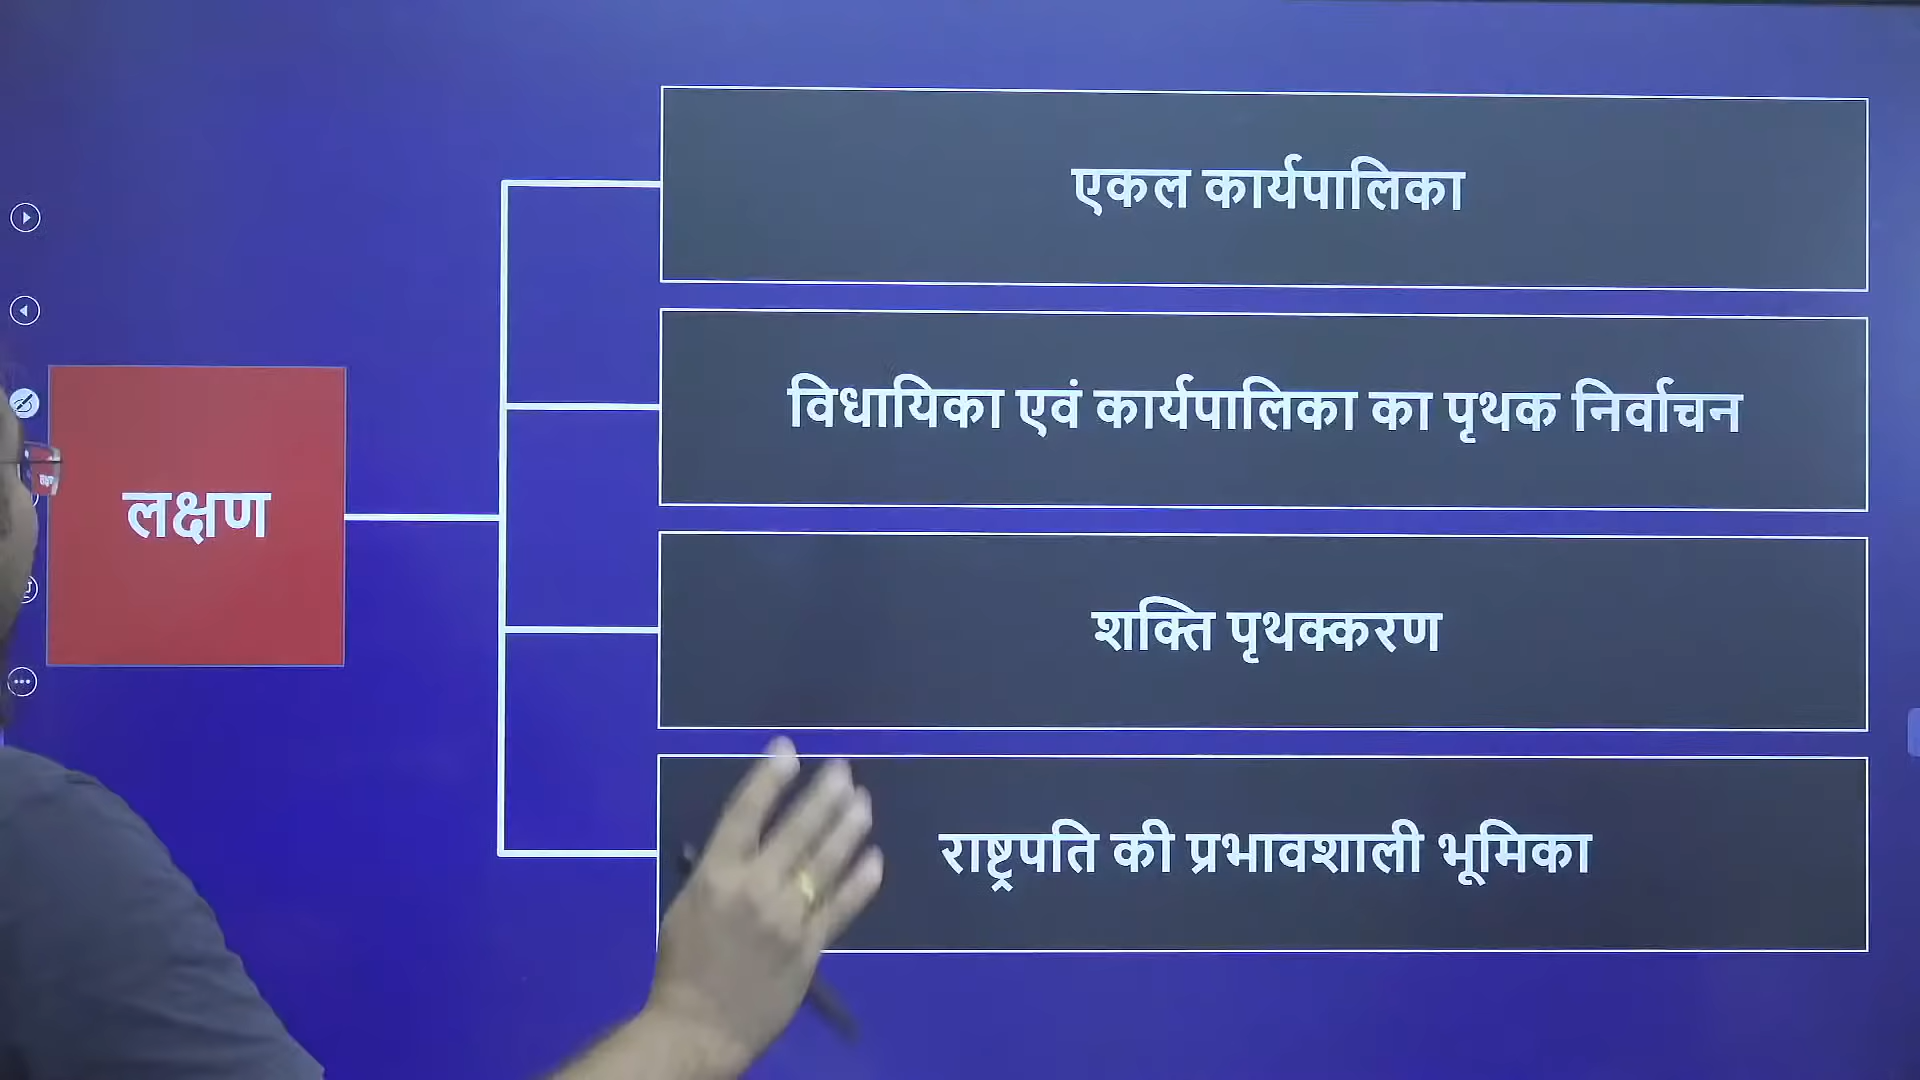 एकल कार्यपालिका
विधायिका एवं कार्यपालिका का पृथक निर्वाचन
लक्षण
शक्ति पृथक्करण
राष्ट्रपति की प्रभावशाली भूमिका